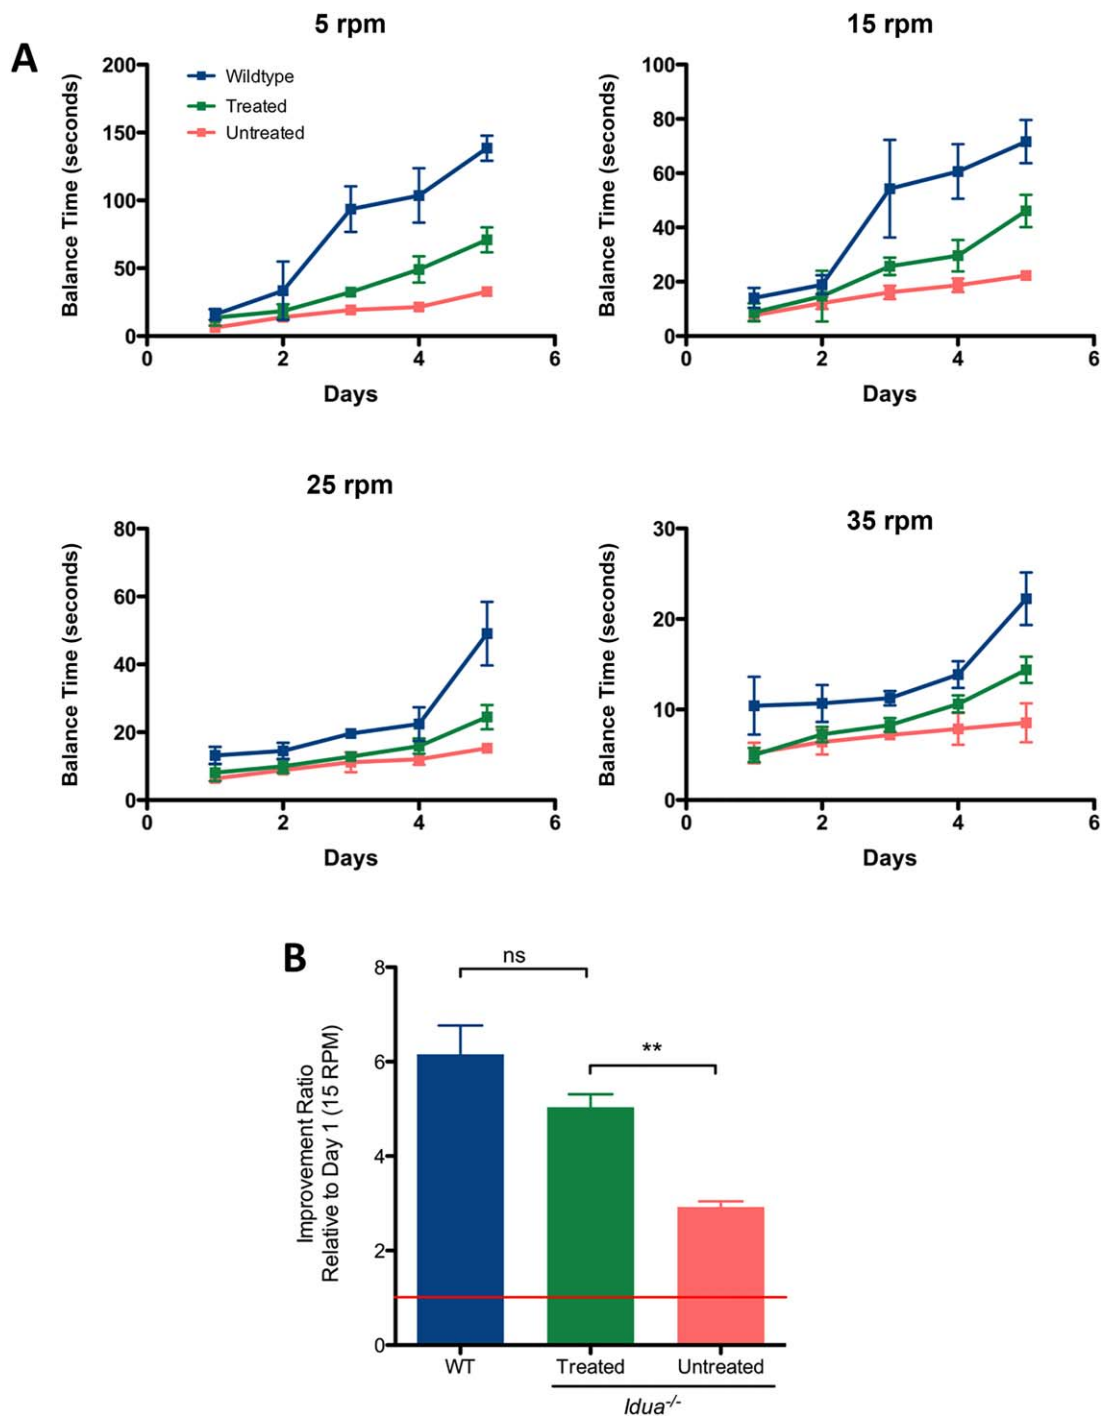 A
5 rpm
15 rpm
Balance Time (seconds)
200
150
100
50
0
Wildtype
Treated
Untreated
0 2 4 6
Days
Balance Time (seconds)
100
80
60
40
20
0
0 2 4 6
Days
25 rpm
35 rpm
Balance Time (seconds)
80
60
40
20
0
0 2 4 6
Days
Balance Time (seconds)
30
20
10
0
0 2 4 6
Days
B
Improvement Ratio
Relative to Day 1 (15 RPM)
8
6
4
2
0
ns
**
WT Treated Untreated
Idua-/-